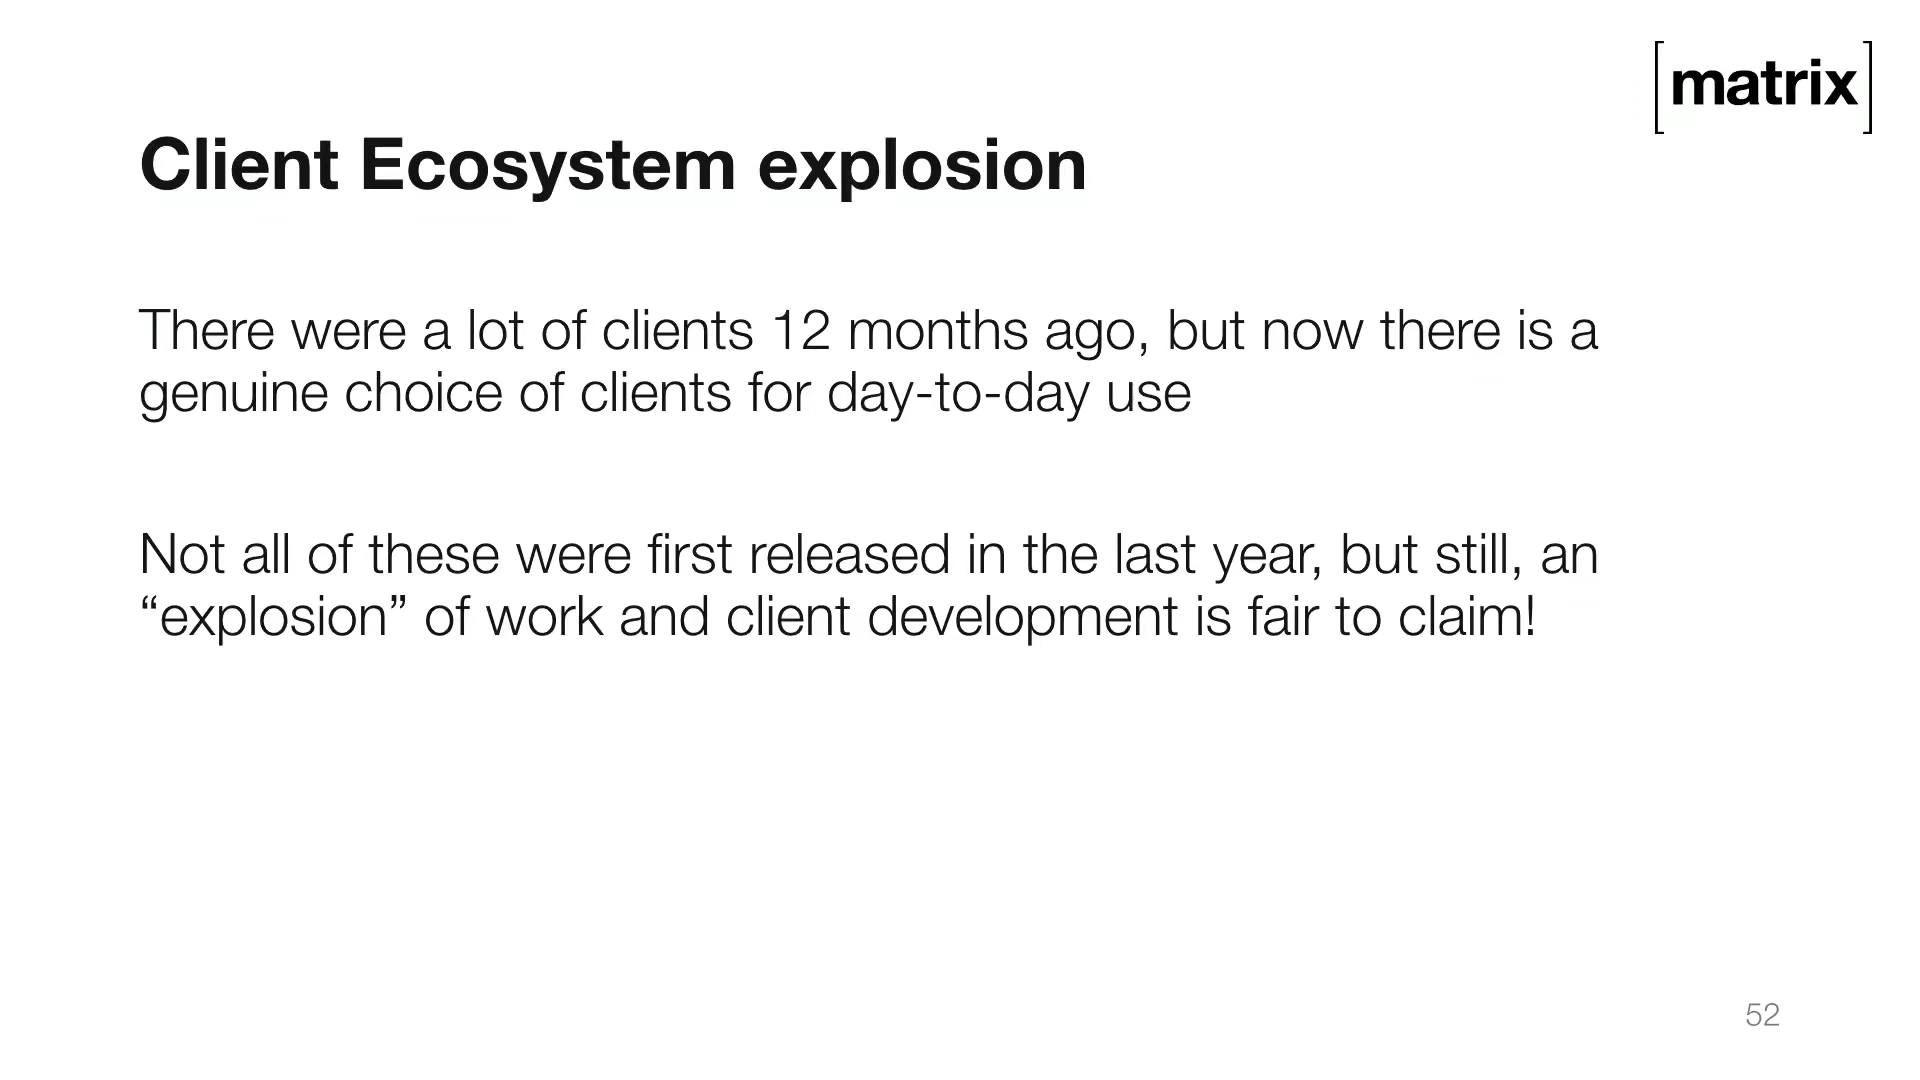 [matrix]
Client Ecosystem explosion
There were a lot of clients 12 months ago, but now there is a
genuine choice of clients for day-to-day use
Not all of these were first released in the last year, but still, an
“explosion” of work and client development is fair to claim!
52